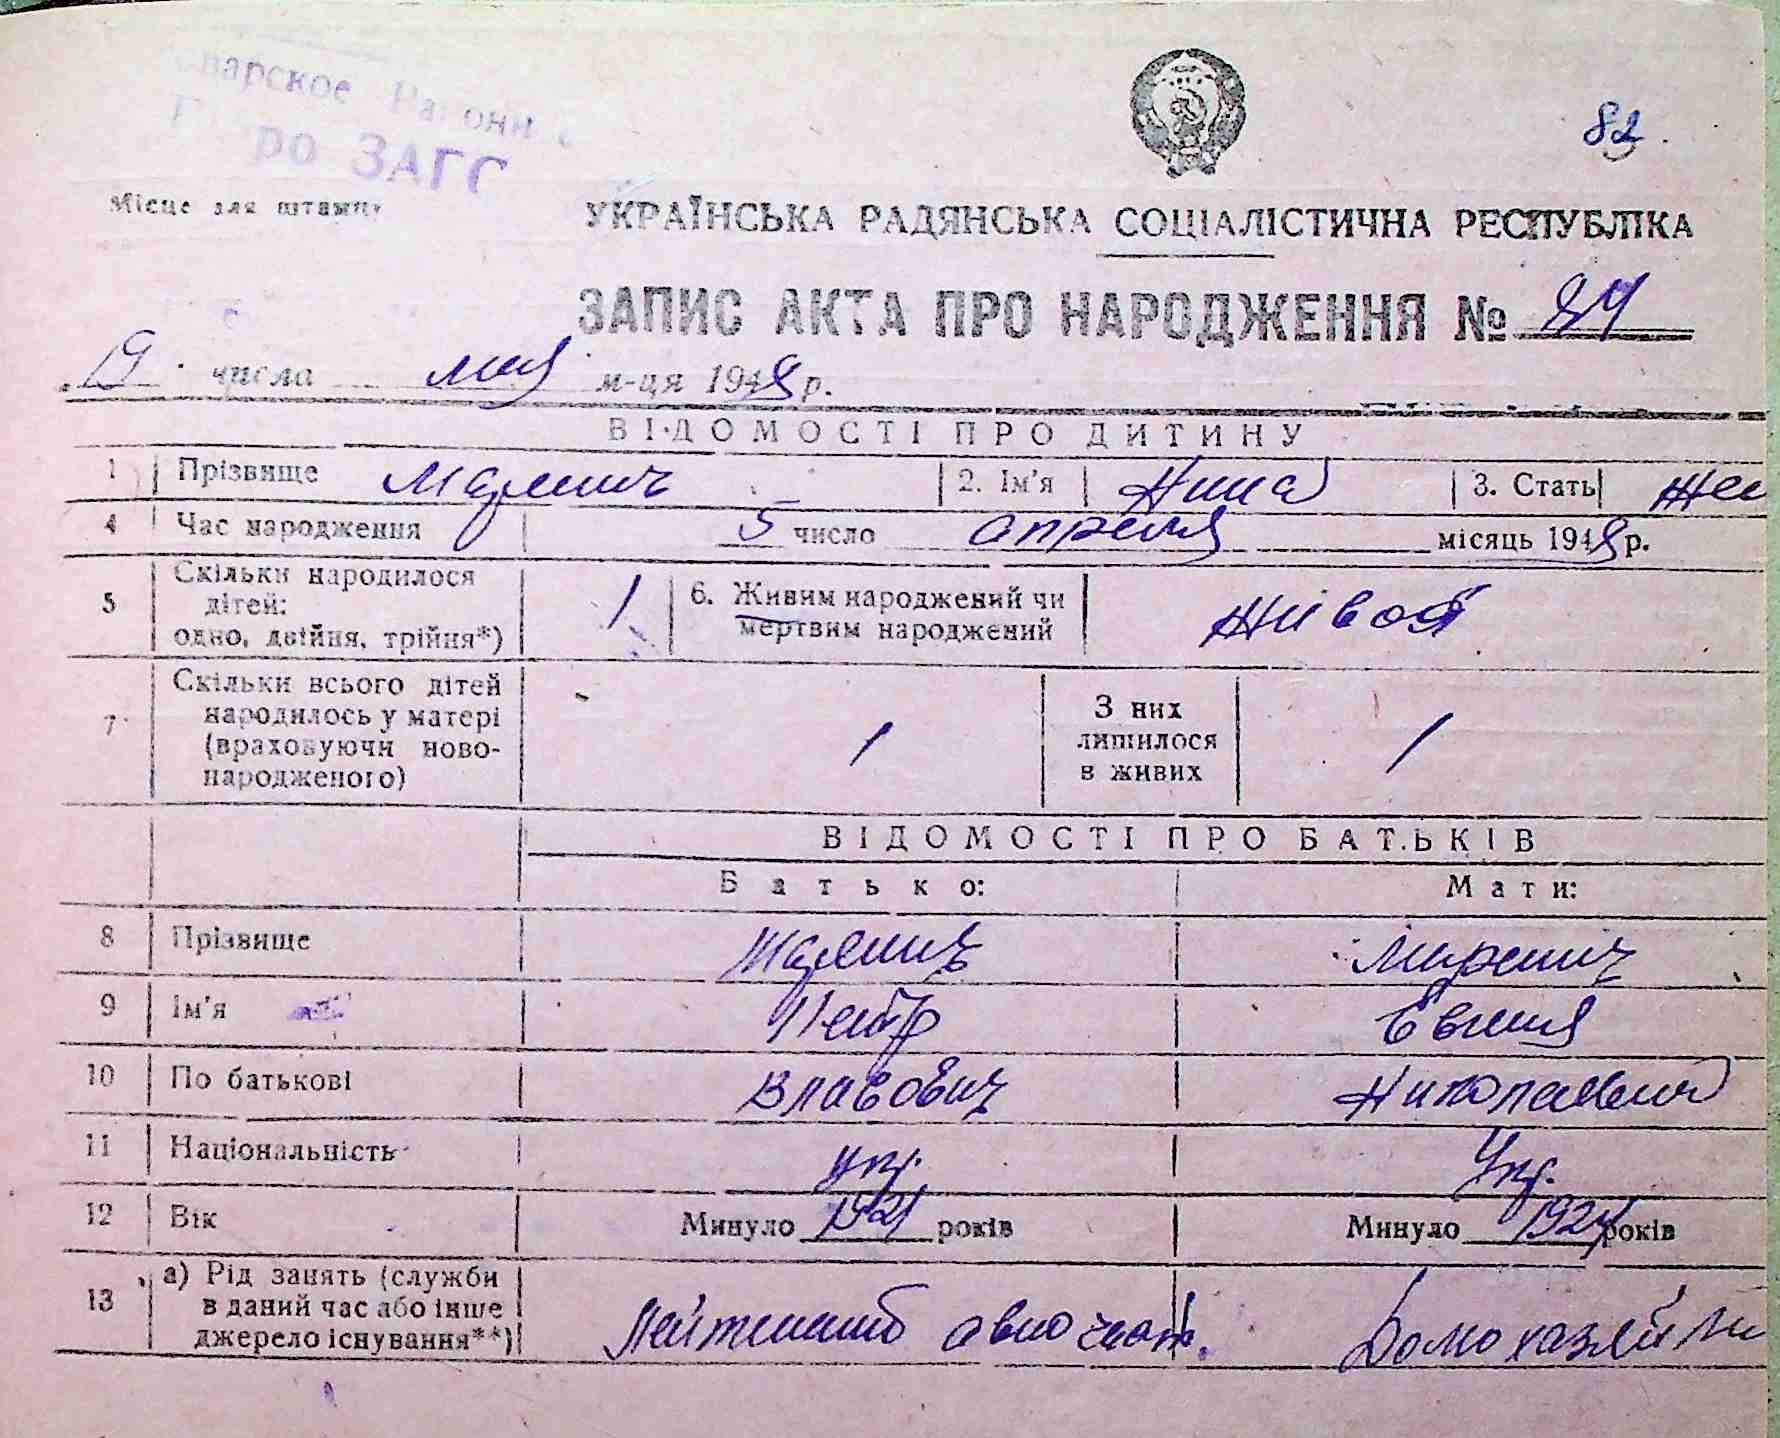 82.
ро ЗАГС
Місце для штампу
УКРАЇНСЬКА РАДЯНСЬКА СОЦІАЛІСТИЧНА РЕСПУБЛІКА
ЗАПИС АКТА ПРО НАРОДЖЕННЯ № 84
19 числа мая м-ця 1948 р.
ВІДОМОСТІ ПРО ДИТИНУ
1 Прізвище 2. Ім'я Нина 3. Стать жен
4 Час народження 5 число апреля місяць 1948 р.
5 Скільки народилося дітей: одно, двійня, трійня*) 1 6. Живим народжений чи мертвим народжений живой
7 Скільки всього дітей народилось у матері (враховуючи ново-народженого) 1 З них лишилося в живих 1
ВІДОМОСТІ ПРО БАТЬКІВ
Батько: Мати:
8 Прізвище
9 Ім'я Петр
10 По батькові Николаевна
11 Національність укр. Укр.
12 Вік Минуло 1921 років Минуло 1924 років
13 а) Рід занять (служби в даний час або інше джерело існування**) Лейтенант авио Домохазяйки